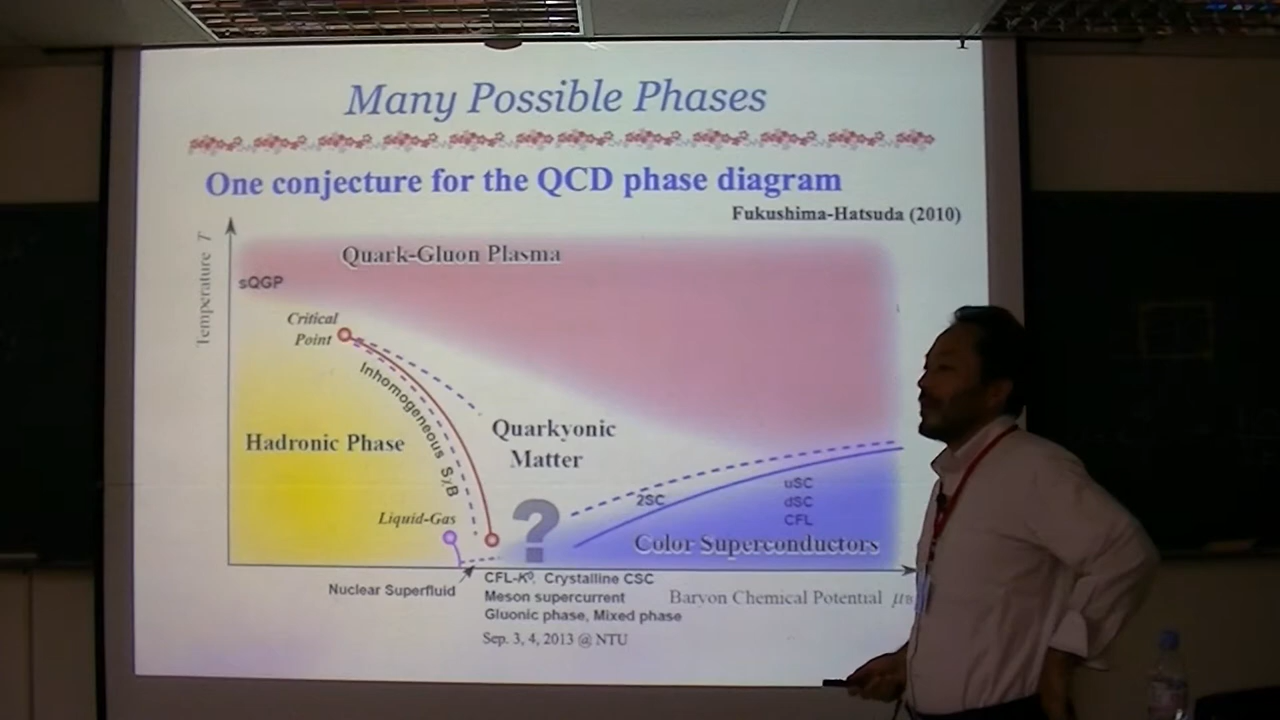 Many Possible Phases
One conjecture for the QCD phase diagram
Fukushima-Hatsuda (2010)
Temperature T
Quark-Gluon Plasma
sQGP
Critical
Point
Inhomogeneous SχB
Hadronic Phase
Quarkyonic
Matter
Liquid-Gas
?
2SC
uSC
dSC
CFL
Color Superconductors
Nuclear Superfluid
CFL-K⁰, Crystalline CSC
Meson supercurrent
Gluonic phase, Mixed phase
Baryon Chemical Potential μB
Sep. 3, 4, 2013 @ NTU